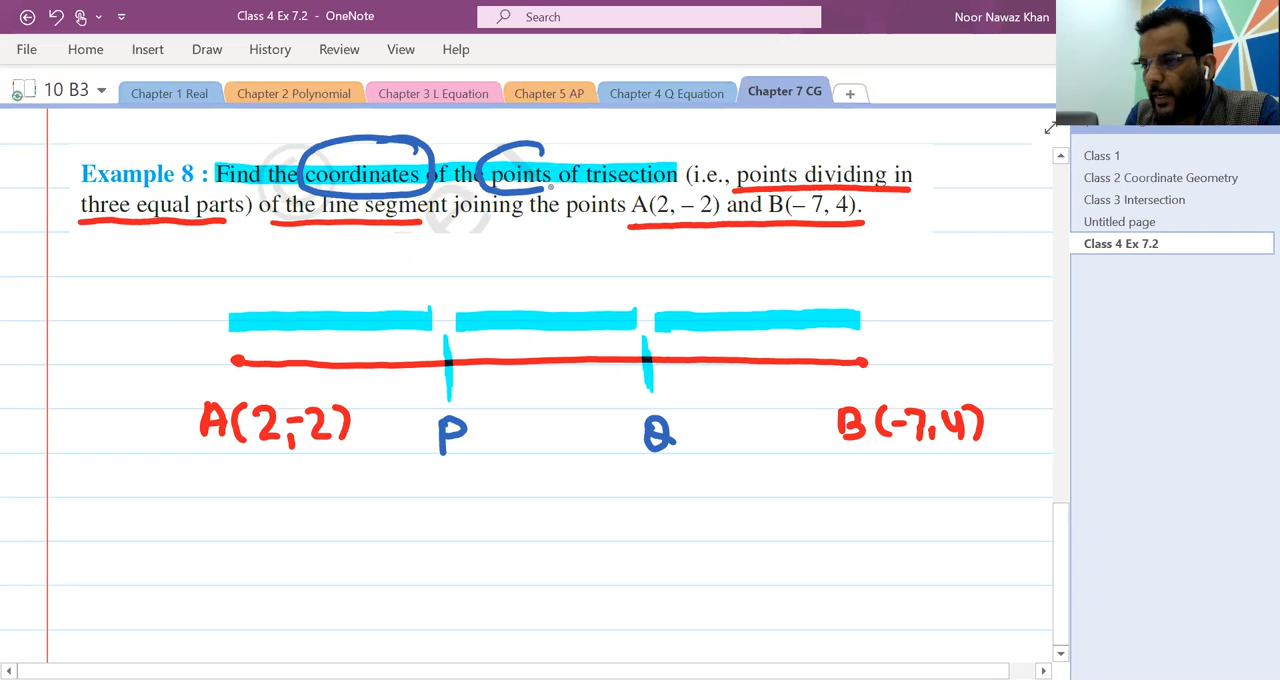 Class 4 Ex 7.2 - OneNote
Search
Noor Nawaz Khan
File Home Insert Draw History Review View Help
10 B3
Chapter 1 Real
Chapter 2 Polynomial
Chapter 3 L Equation
Chapter 5 AP
Chapter 4 Q Equation
Chapter 7 CG
Example 8 : Find the coordinates of the points of trisection (i.e., points dividing in
three equal parts) of the line segment joining the points A(2, – 2) and B(– 7, 4).
A(2,-2) P Q B(-7,4)
Class 1
Class 2 Coordinate Geometry
Class 3 Intersection
Untitled page
Class 4 Ex 7.2